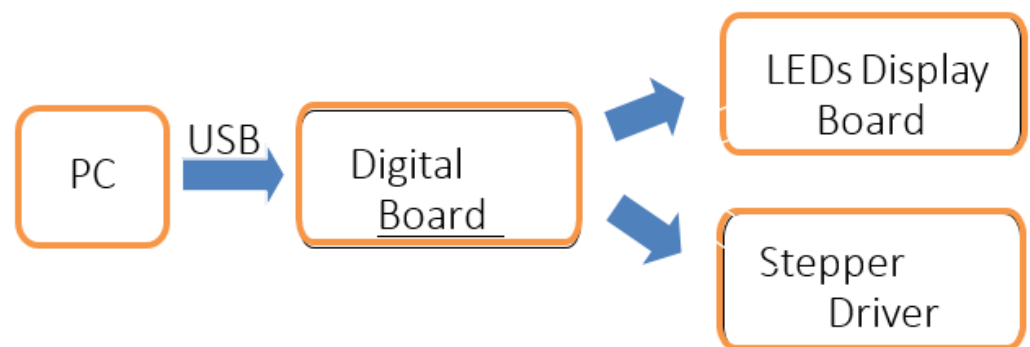 PC
USB
Digital
Board
LEDs Display
Board
Stepper
Driver